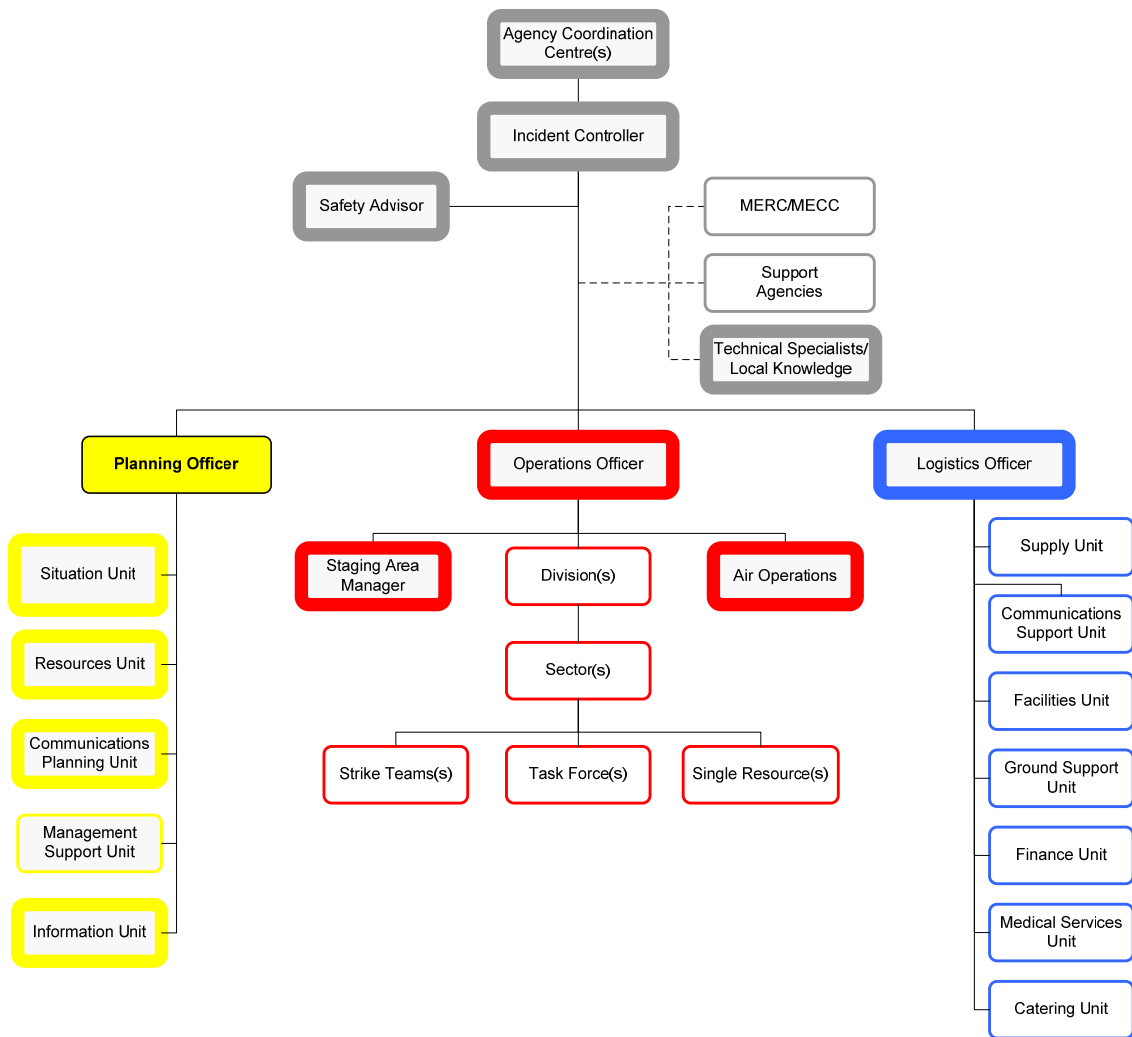 Agency Coordination
Centre(s)
Incident Controller
Safety Advisor
MERC/MECC
Support
Agencies
Technical Specialists/
Local Knowledge
Planning Officer
Operations Officer
Logistics Officer
Situation Unit
Resources Unit
Communications
Planning Unit
Management
Support Unit
Information Unit
Staging Area
Manager
Division(s)
Air Operations
Sector(s)
Strike Teams(s)
Task Force(s)
Single Resource(s)
Supply Unit
Communications
Support Unit
Facilities Unit
Ground Support
Unit
Finance Unit
Medical Services
Unit
Catering Unit